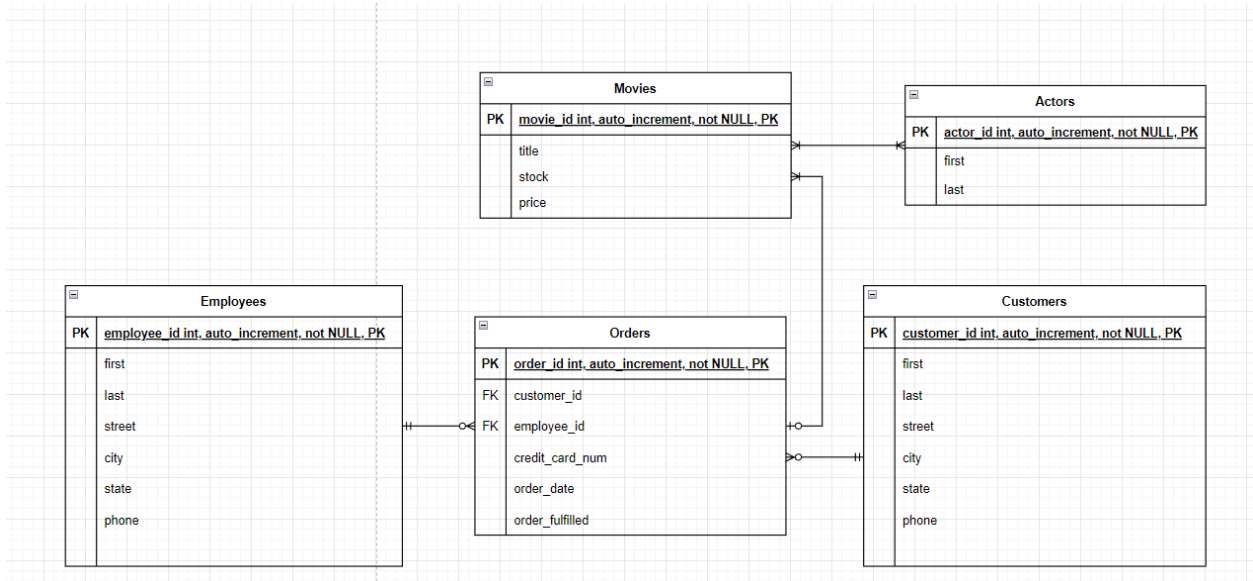 Movies
PK movie_id int, auto_increment, not NULL, PK
title
stock
price
Actors
PK actor_id int, auto_increment, not NULL, PK
first
last
Employees
PK employee_id int, auto_increment, not NULL, PK
first
last
street
city
state
phone
Orders
PK order_id int, auto_increment, not NULL, PK
FK customer_id
FK employee_id
credit_card_num
order_date
order_fulfilled
Customers
PK customer_id int, auto_increment, not NULL, PK
first
last
street
city
state
phone